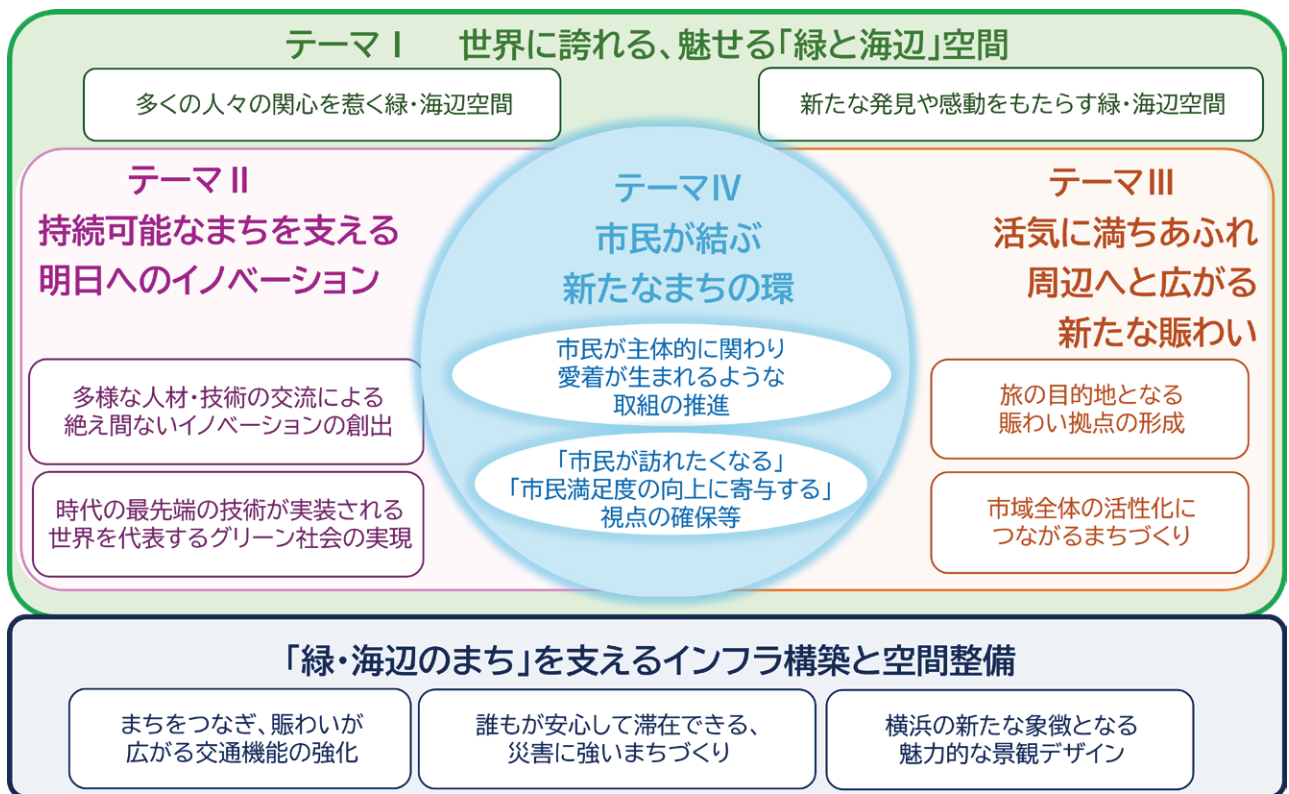 テーマⅠ 世界に誇れる、魅せる「緑と海辺」空間
多くの人々の関心を惹く緑・海辺空間
新たな発見や感動をもたらす緑・海辺空間
テーマⅡ
持続可能なまちを支える
明日へのイノベーション
多様な人材・技術の交流による
絶え間ないイノベーションの創出
時代の最先端の技術が実装される
世界を代表するグリーン社会の実現
テーマⅣ
市民が結ぶ
新たなまちの環
市民が主体的に関わり
愛着が生まれるような
取組の推進
「市民が訪れたくなる」
「市民満足度の向上に寄与する」
視点の確保等
テーマⅢ
活気に満ちあふれ
周辺へと広がる
新たな賑わい
旅の目的地となる
賑わい拠点の形成
市域全体の活性化に
つながるまちづくり
「緑・海辺のまち」を支えるインフラ構築と空間整備
まちをつなぎ、賑わいが
広がる交通機能の強化
誰もが安心して滞在できる、
災害に強いまちづくり
横浜の新たな象徴となる
魅力的な景観デザイン